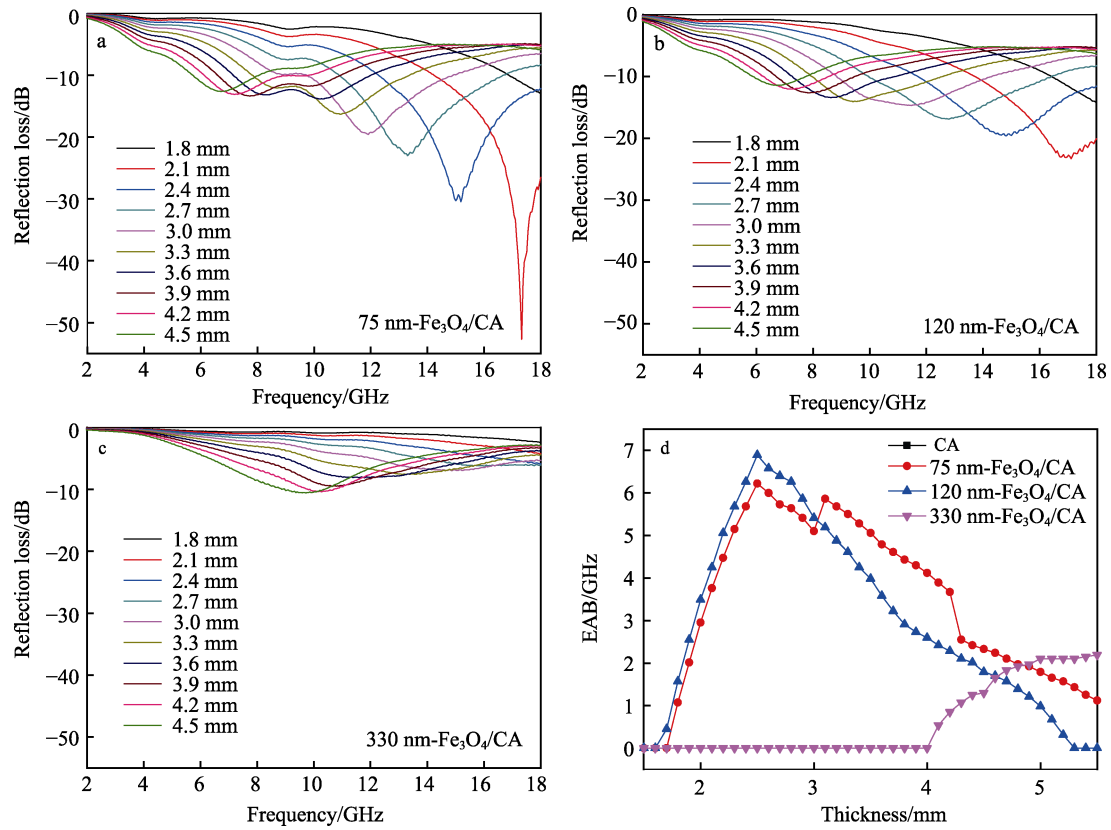 0
−10
−20
−30
−40
−50
Reflection loss/dB
a
1.8 mm
2.1 mm
2.4 mm
2.7 mm
3.0 mm
3.3 mm
3.6 mm
3.9 mm
4.2 mm
4.5 mm
75 nm-Fe₃O₄/CA
2 4 6 8 10 12 14 16 18
Frequency/GHz
0
−10
−20
−30
−40
−50
Reflection loss/dB
b
1.8 mm
2.1 mm
2.4 mm
2.7 mm
3.0 mm
3.3 mm
3.6 mm
3.9 mm
4.2 mm
4.5 mm
120 nm-Fe₃O₄/CA
2 4 6 8 10 12 14 16 18
Frequency/GHz
0
−10
−20
−30
−40
−50
Reflection loss/dB
c
1.8 mm
2.1 mm
2.4 mm
2.7 mm
3.0 mm
3.3 mm
3.6 mm
3.9 mm
4.2 mm
4.5 mm
330 nm-Fe₃O₄/CA
2 4 6 8 10 12 14 16 18
Frequency/GHz
7
6
5
4
3
2
1
0
EAB/GHz
d
CA
75 nm-Fe₃O₄/CA
120 nm-Fe₃O₄/CA
330 nm-Fe₃O₄/CA
2 3 4 5
Thickness/mm